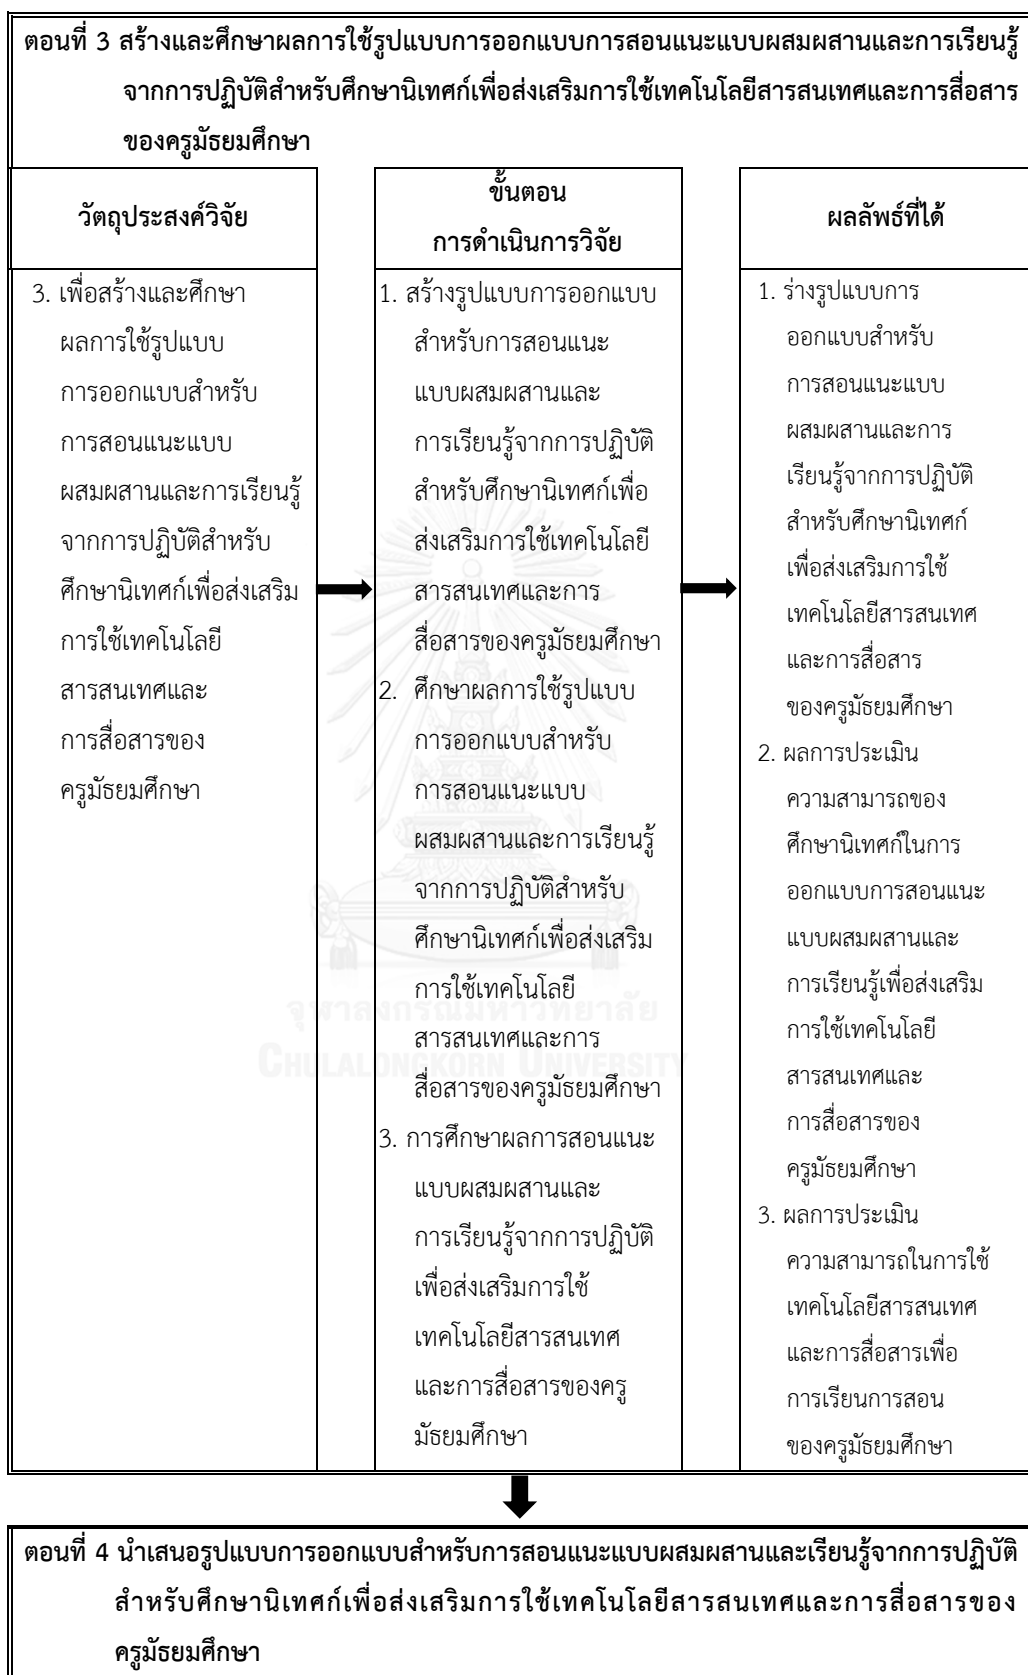 ตอนที่ 3 สร้างและศึกษาผลการใช้รูปแบบการออกแบบการสอนแนะแบบผสมผสานและการเรียนรู้
จากการปฏิบัติสำหรับศึกษานิเทศก์เพื่อส่งเสริมการใช้เทคโนโลยีสารสนเทศและการสื่อสาร
ของครูมัธยมศึกษา
วัตถุประสงค์วิจัย
3. เพื่อสร้างและศึกษา
ผลการใช้รูปแบบ
การออกแบบสำหรับ
การสอนแนะแบบ
ผสมผสานและการเรียนรู้
จากการปฏิบัติสำหรับ
ศึกษานิเทศก์เพื่อส่งเสริม
การใช้เทคโนโลยี
สารสนเทศและ
การสื่อสารของ
ครูมัธยมศึกษา
ขั้นตอน
การดำเนินการวิจัย
1. สร้างรูปแบบการออกแบบ
สำหรับการสอนแนะ
แบบผสมผสานและ
การเรียนรู้จากการปฏิบัติ
สำหรับศึกษานิเทศก์เพื่อ
ส่งเสริมการใช้เทคโนโลยี
สารสนเทศและการ
สื่อสารของครูมัธยมศึกษา
2. ศึกษาผลการใช้รูปแบบ
การออกแบบสำหรับ
การสอนแนะแบบ
ผสมผสานและการเรียนรู้
จากการปฏิบัติสำหรับ
ศึกษานิเทศก์เพื่อส่งเสริม
การใช้เทคโนโลยี
สารสนเทศและการ
สื่อสารของครูมัธยมศึกษา
3. การศึกษาผลการสอนแนะ
แบบผสมผสานและ
การเรียนรู้จากการปฏิบัติ
เพื่อส่งเสริมการใช้
เทคโนโลยีสารสนเทศ
และการสื่อสารของครู
มัธยมศึกษา
ผลลัพธ์ที่ได้
1. ร่างรูปแบบการ
ออกแบบสำหรับ
การสอนแนะแบบ
ผสมผสานและการ
เรียนรู้จากการปฏิบัติ
สำหรับศึกษานิเทศก์
เพื่อส่งเสริมการใช้
เทคโนโลยีสารสนเทศ
และการสื่อสาร
ของครูมัธยมศึกษา
2. ผลการประเมิน
ความสามารถของ
ศึกษานิเทศก์ในการ
ออกแบบการสอนแนะ
แบบผสมผสานและ
การเรียนรู้เพื่อส่งเสริม
การใช้เทคโนโลยี
สารสนเทศและ
การสื่อสารของ
ครูมัธยมศึกษา
3. ผลการประเมิน
ความสามารถในการใช้
เทคโนโลยีสารสนเทศ
และการสื่อสารเพื่อ
การเรียนการสอน
ของครูมัธยมศึกษา
จุฬาลงกรณ์มหาวิทยาลัย
CHULALONGKORN UNIVERSITY
ตอนที่ 4 นำเสนอรูปแบบการออกแบบสำหรับการสอนแนะแบบผสมผสานและเรียนรู้จากการปฏิบัติ
สำหรับศึกษานิเทศก์เพื่อส่งเสริมการใช้เทคโนโลยีสารสนเทศและการสื่อสารของ
ครูมัธยมศึกษา